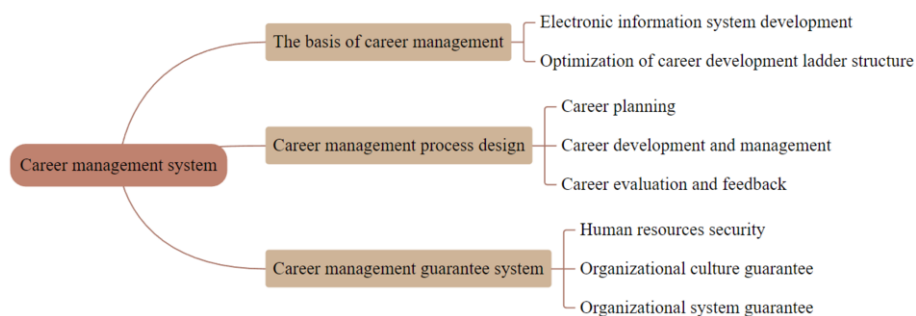 Career management system
The basis of career management
Electronic information system development
Optimization of career development ladder structure
Career management process design
Career planning
Career development and management
Career evaluation and feedback
Career management guarantee system
Human resources security
Organizational culture guarantee
Organizational system guarantee